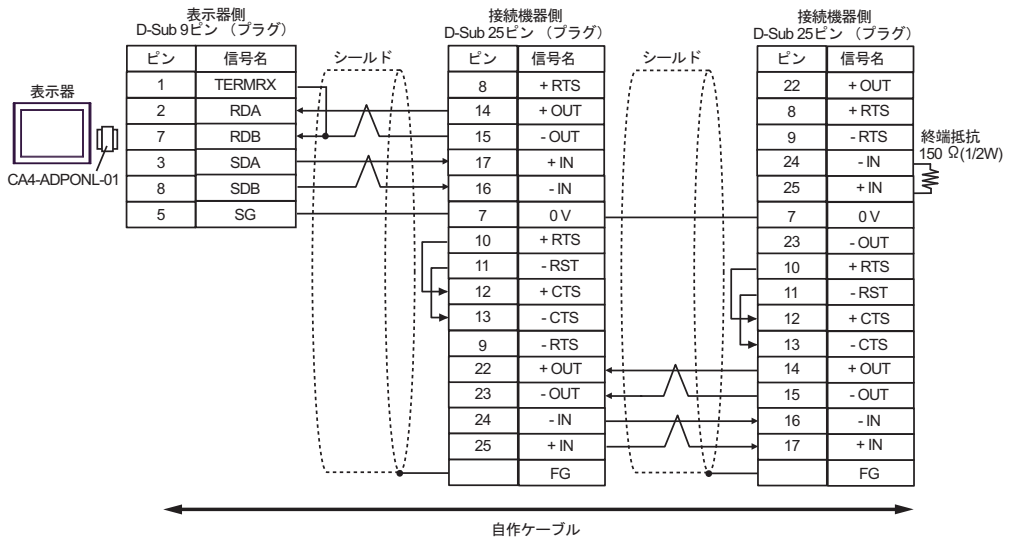 表示器側
D-Sub 9ピン （プラグ）
接続機器側
D-Sub 25ピン （プラグ）
接続機器側
D-Sub 25ピン （プラグ）
表示器
CA4-ADPONL-01
ピン 信号名
1 TERMRX
2 RDA
7 RDB
3 SDA
8 SDB
5 SG
シールド
ピン 信号名
8 + RTS
14 + OUT
15 - OUT
17 + IN
16 - IN
7 0 V
10 + RTS
11 - RST
12 + CTS
13 - CTS
9 - RTS
22 + OUT
23 - OUT
24 - IN
25 + IN
FG
シールド
ピン 信号名
22 + OUT
8 + RTS
9 - RTS
24 - IN
25 + IN
7 0 V
23 - OUT
10 + RTS
11 - RST
12 + CTS
13 - CTS
14 + OUT
15 - OUT
16 - IN
17 + IN
FG
終端抵抗
150 Ω(1/2W)
自作ケーブル